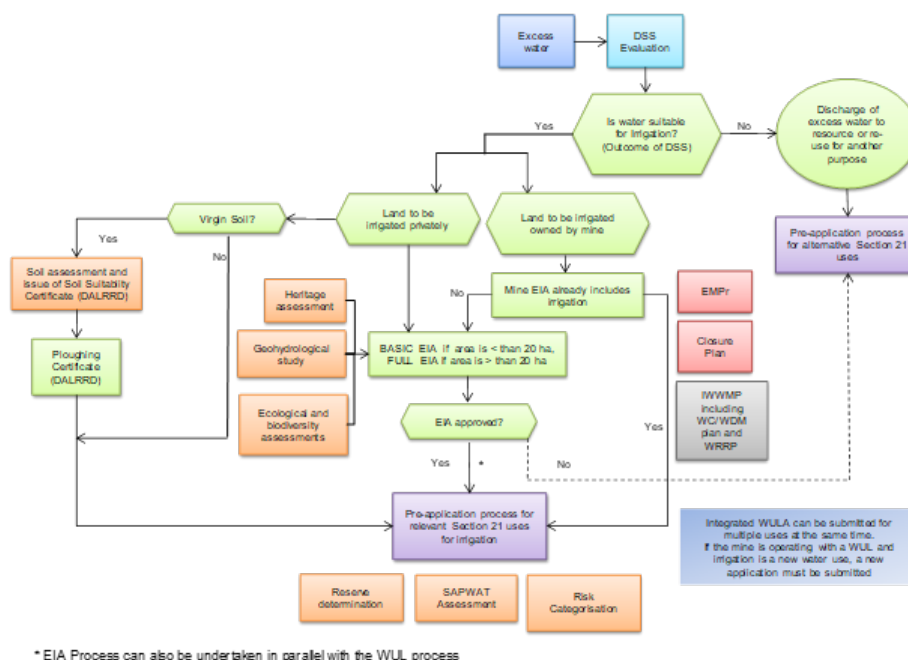 Excess
water
DSS
Evaluation
Is water suitable
for Irrigation?
(Outcome of DSS)
Yes
No
Discharge of
excess water to
resource or re-
use for another
purpose
Virgin Soil?
Land to be
irrigated privately
Land to be irrigated
owned by mine
Pre-application process
for alternative Section 21
uses
Yes
No
Soil assessment and
issue of Soil Suitability
Certificate (DALRRD)
Heritage
assessment
No
Mine EIA already includes
irrigation
EMPr
Ploughing
Certificate
(DALRRD)
Geohydrological
study
BASIC EIA if area is < than 20 ha,
FULL EIA if area is > than 20 ha
Closure
Plan
Ecological and
biodiversity
assessments
EIA approved?
Yes
IWWMP
including
WC/WDM
plan and
WRRP
Yes
*
No
Pre-application process for
relevant Section 21 uses
for irrigation
Integrated WULA can be submitted for
multiple uses at the same time.
If the mine is operating with a WUL and
irrigation is a new water use, a new
application must be submitted
Reserve
determination
SAPWAT
Assessment
Risk
Categorisation
* EIA Process can also be undertaken in parallel with the WUL process